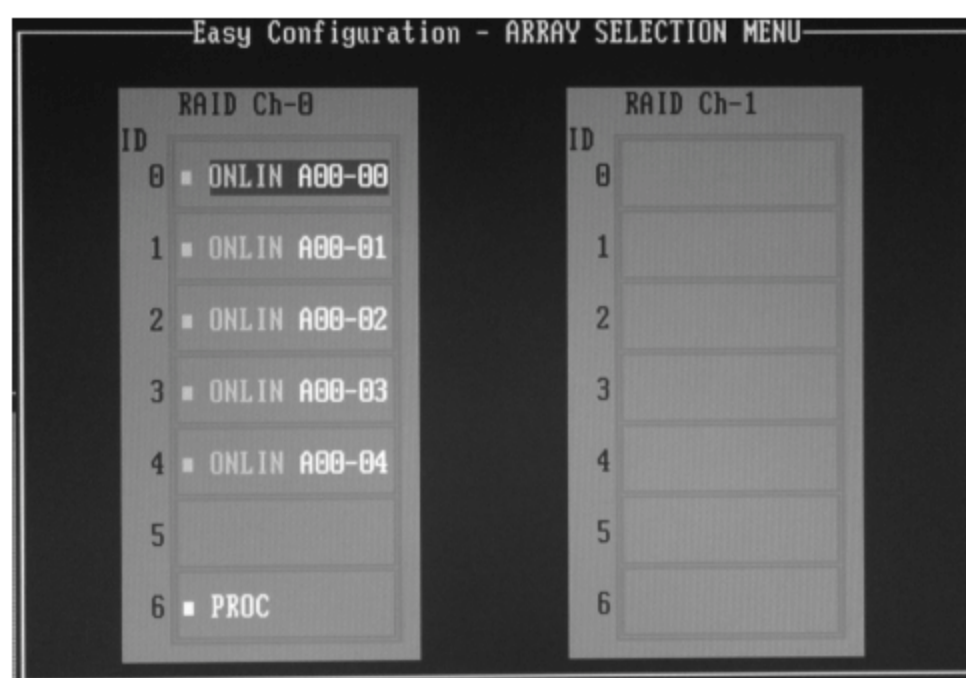 Easy Configuration - ARRAY SELECTION MENU
RAID Ch-0
ID
0 ▪ ONLIN A00-00
1 ▪ ONLIN A00-01
2 ▪ ONLIN A00-02
3 ▪ ONLIN A00-03
4 ▪ ONLIN A00-04
5
6 ▪ PROC
RAID Ch-1
ID
0
1
2
3
4
5
6